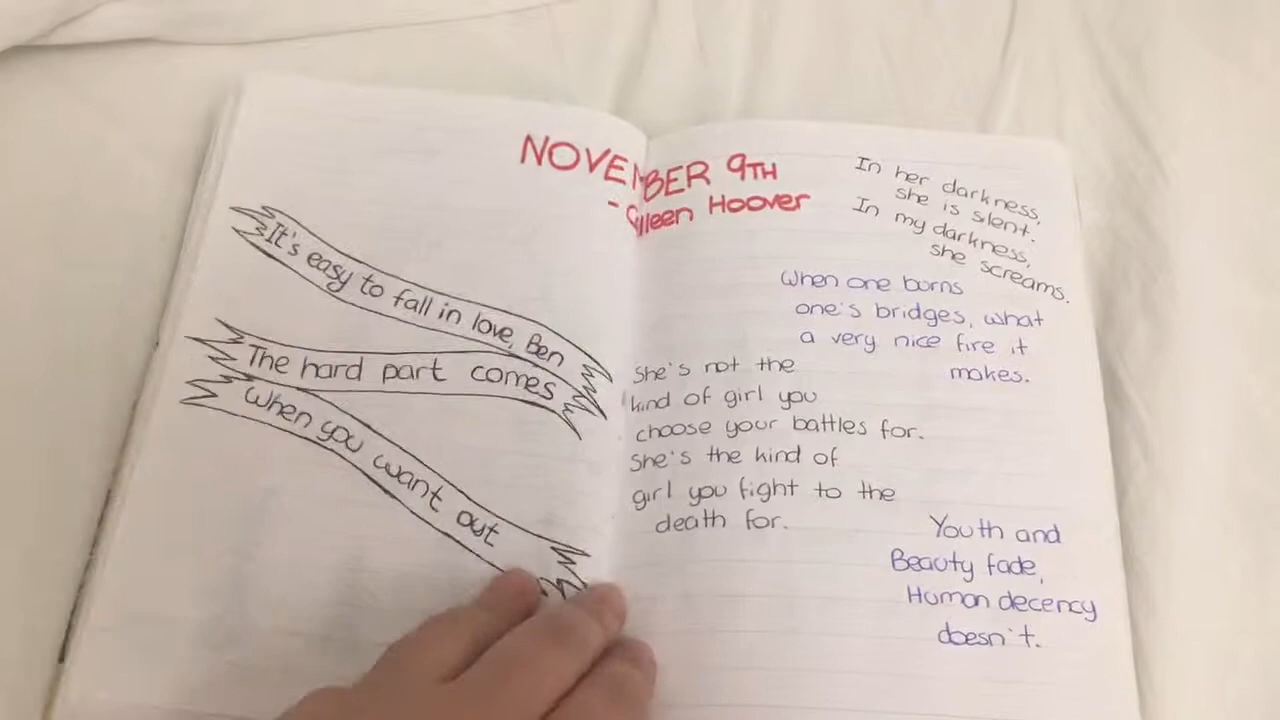 NOVEMBER 9TH
- Colleen Hoover
It's easy to fall in love, Ben
The hard part comes
when you want out
In her darkness,
she is silent.
In my darkness,
she screams.
When one burns
one's bridges, what
a very nice fire it
makes.
She's not the
kind of girl you
choose your battles for.
She's the kind of
girl you fight to the
death for.
Youth and
Beauty fade,
Human decency
doesn't.